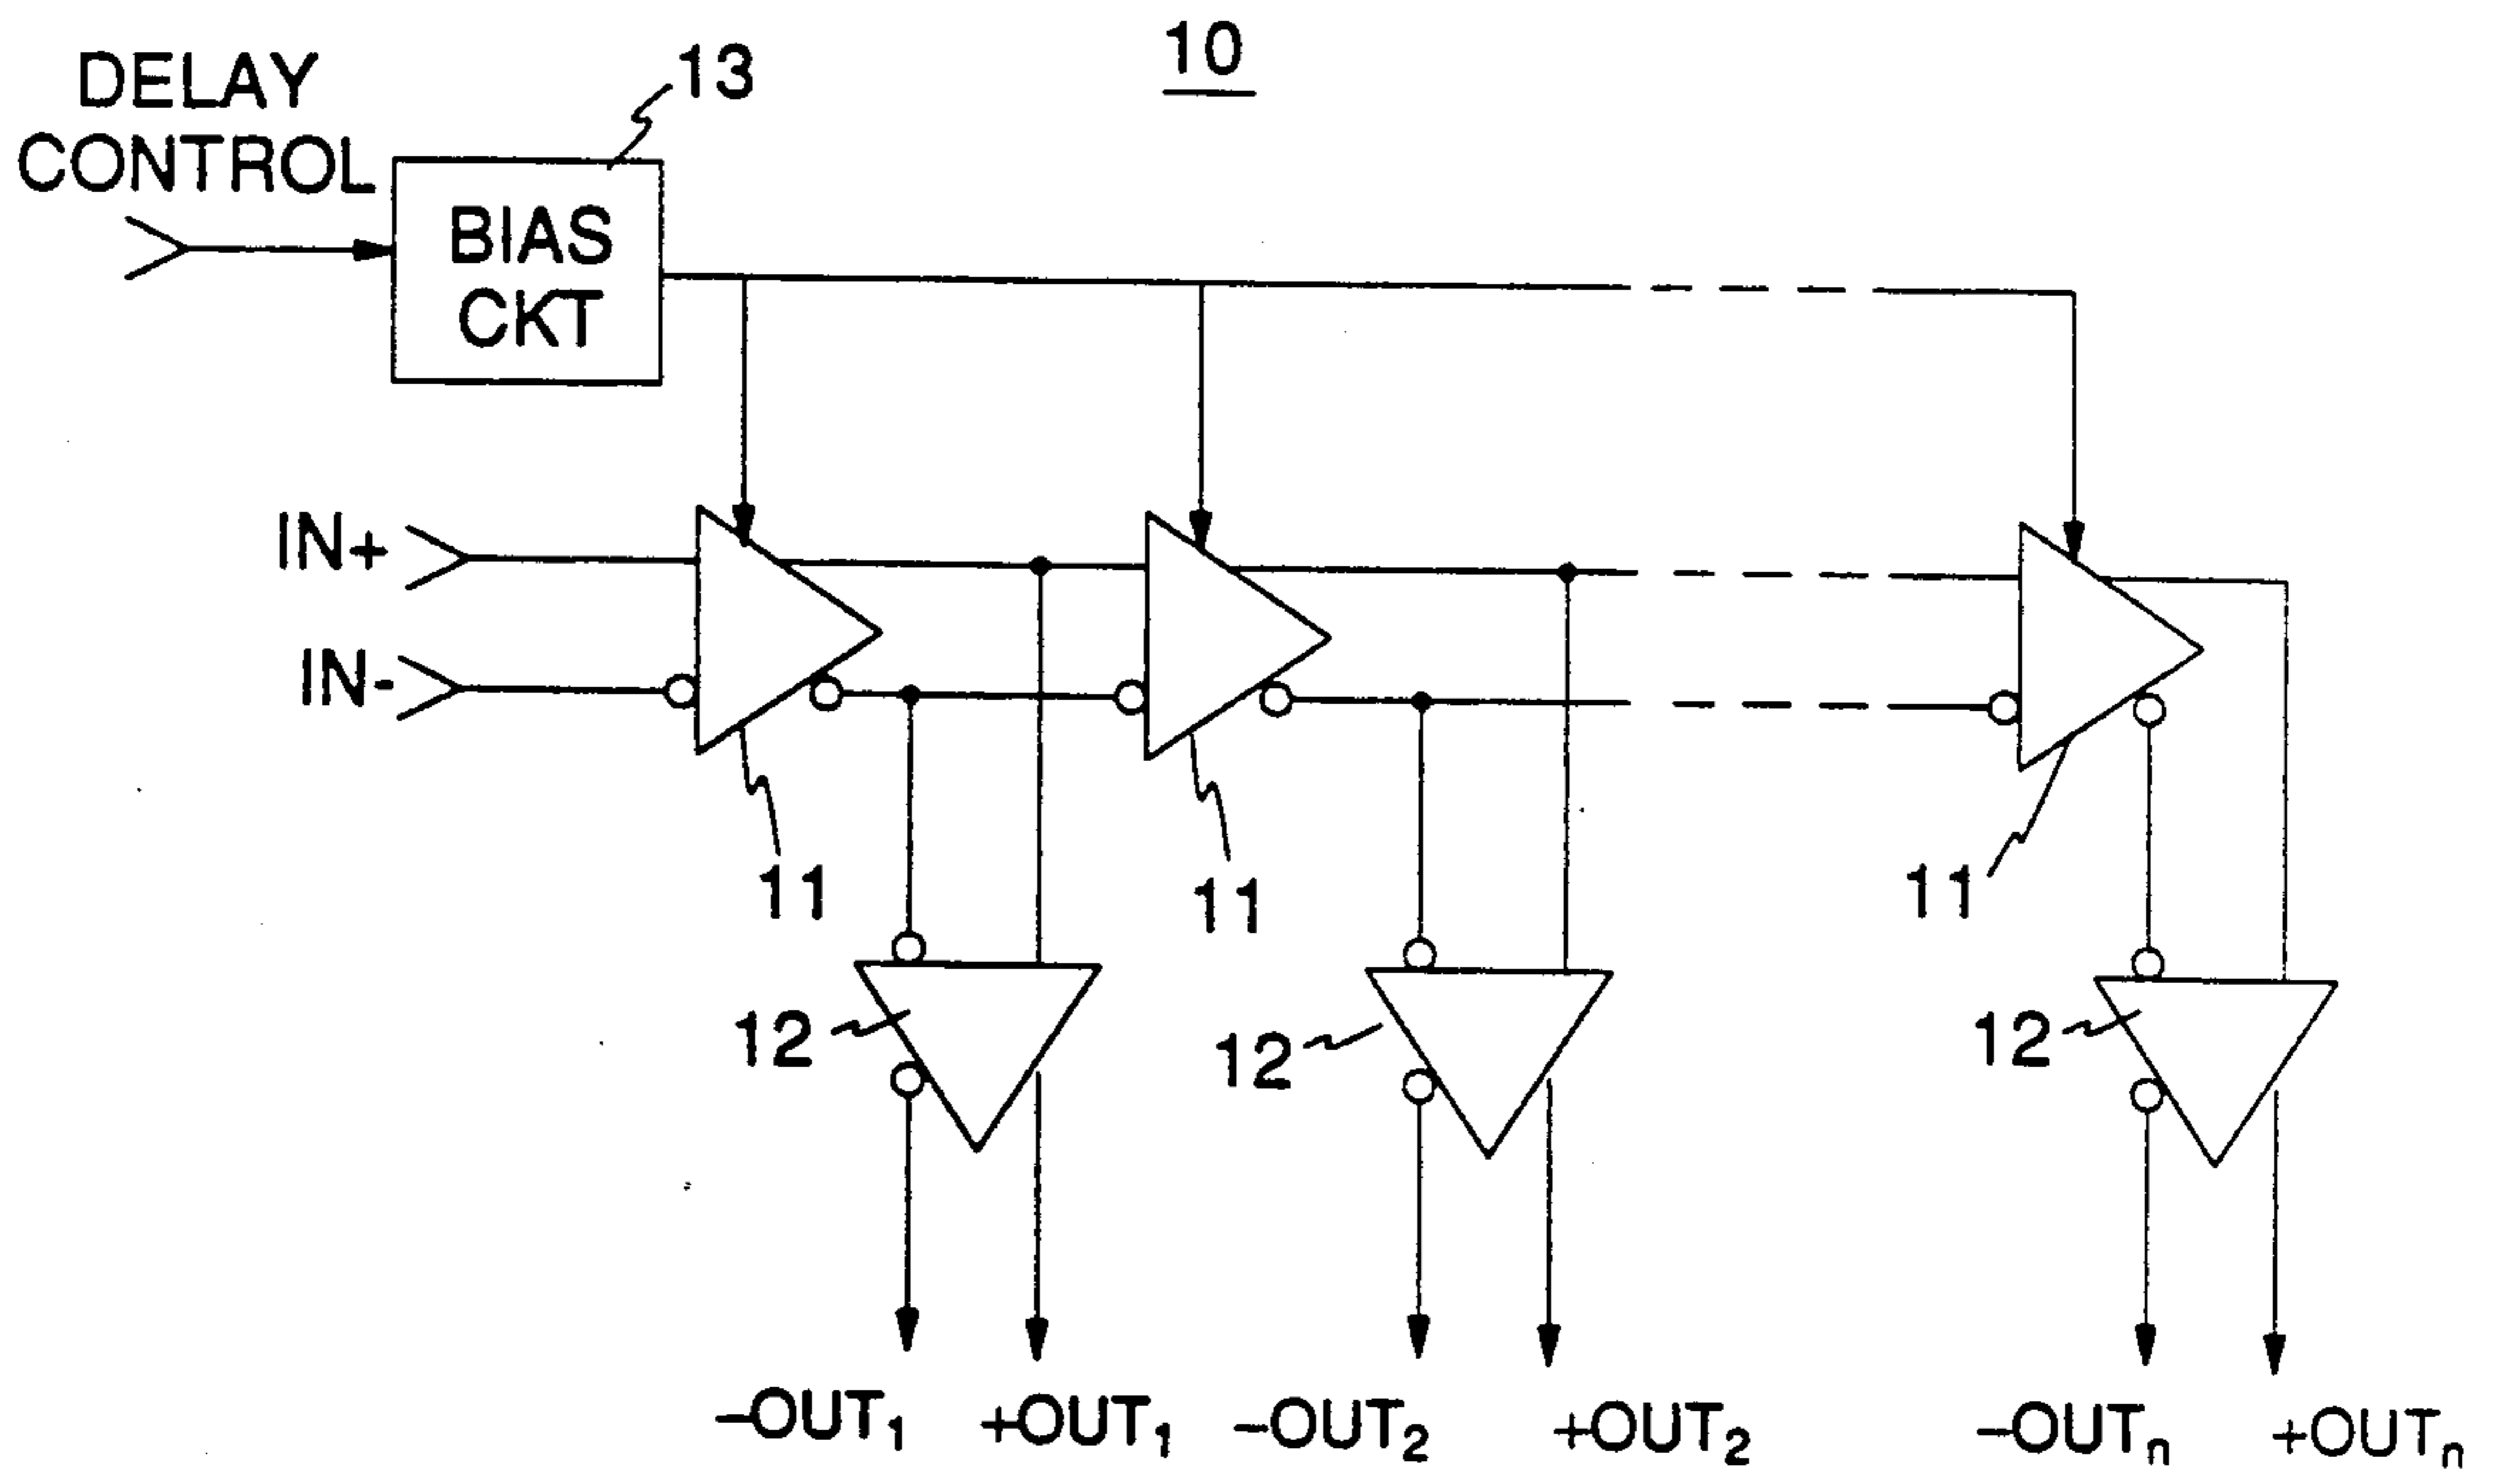 10
13
DELAY
CONTROL
BIAS
CKT
IN+
IN-
11
11
11
12
12
12
-OUT1
+OUT1
-OUT2
+OUT2
-OUTn
+OUTn